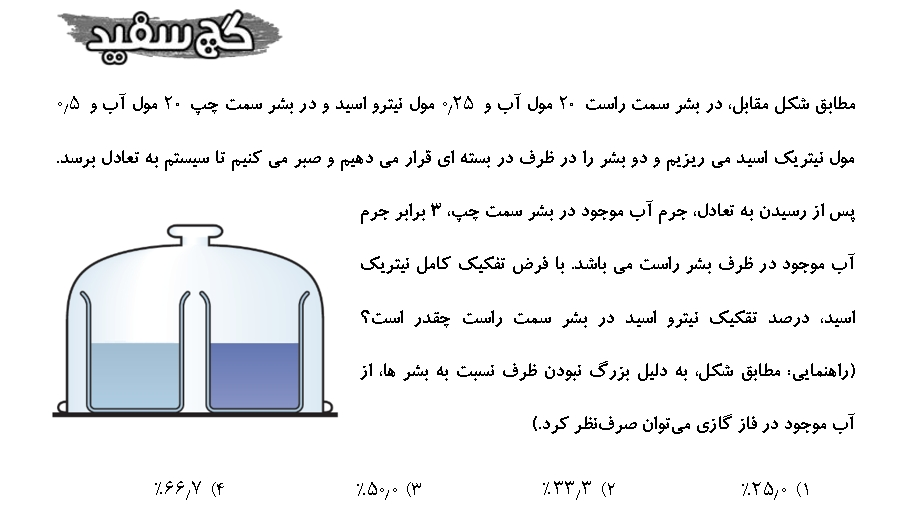 گچ سفید
مطابق شکل مقابل، در بشر سمت راست ۲۰ مول آب و ۰٫۲۵ مول نیترو اسید و در بشر سمت چپ ۲۰ مول آب و ۰٫۵
مول نیتریک اسید می ریزیم و دو بشر را در ظرف در بسته ای قرار می دهیم و صبر می کنیم تا سیستم به تعادل برسد.
پس از رسیدن به تعادل، جرم آب موجود در بشر سمت چپ، ۳ برابر جرم
آب موجود در ظرف بشر راست می باشد. با فرض تفکیک کامل نیتریک
اسید، درصد تفکیک نیترو اسید در بشر سمت راست چقدر است؟
(راهنمایی: مطابق شکل، به دلیل بزرگ نبودن ظرف نسبت به بشر ها، از
آب موجود در فاز گازی می‌توان صرف‌نظر کرد.)
۱) ۲۵٫۰٪ ۲) ۳۳٫۳٪ ۳) ۵۰٫۰٪ ۴) ۶۶٫۷٪